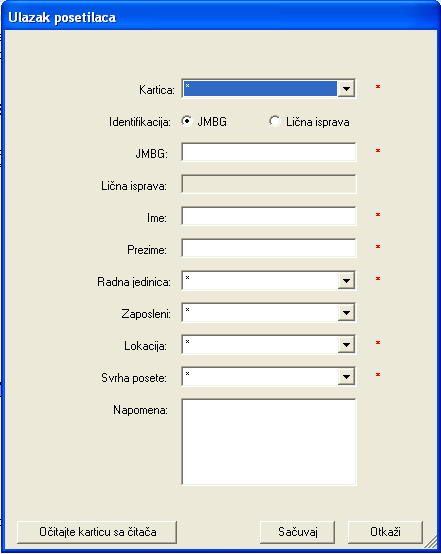 Ulazak posetilaca
Kartica: * *
Identifikacija: JMBG Lična isprava
JMBG: *
Lična isprava:
Ime: *
Prezime: *
Radna jedinica: * *
Zaposleni: *
Lokacija: * *
Svrha posete: * *
Napomena:
Očitajte karticu sa čitača Sačuvaj Otkaži